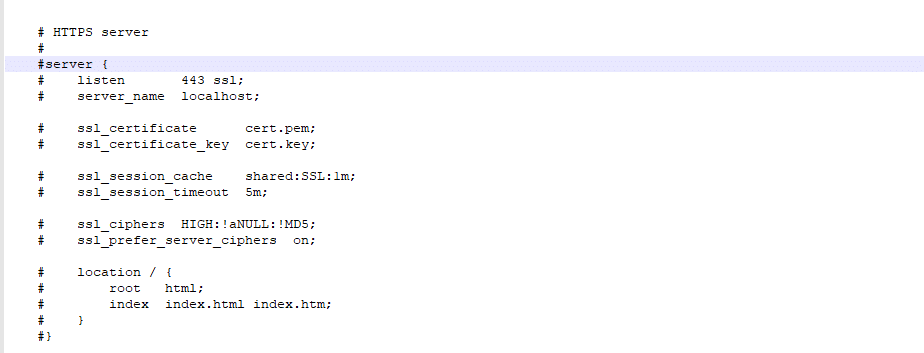 # HTTPS server
#
#server {
#    listen       443 ssl;
#    server_name  localhost;

#    ssl_certificate      cert.pem;
#    ssl_certificate_key  cert.key;

#    ssl_session_cache    shared:SSL:1m;
#    ssl_session_timeout  5m;

#    ssl_ciphers  HIGH:!aNULL:!MD5;
#    ssl_prefer_server_ciphers  on;

#    location / {
#        root   html;
#        index  index.html index.htm;
#    }
#}